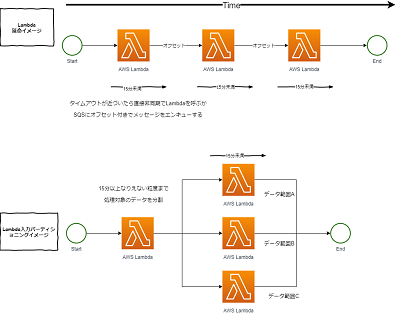 Time
Lambda
延命イメージ
オフセット
オフセット
Start
AWS Lambda
AWS Lambda
AWS Lambda
End
15分未満
15分未満
15分未満
タイムアウトが近づいたら直接非同期でLambdaを呼ぶか
SQSにオフセット付きでメッセージをエンキューする
15分未満
15分以上なりえない粒度まで
処理対象のデータを分割
データ範囲A
AWS Lambda
Lambda入力パーティシ
ョニングイメージ
データ範囲B
Start
AWS Lambda
AWS Lambda
End
データ範囲C
AWS Lambda